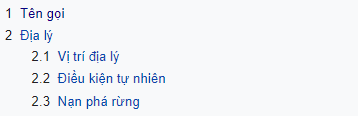 1 Tên gọi
2 Địa lý
2.1 Vị trí địa lý
2.2 Điều kiện tự nhiên
2.3 Nạn phá rừng